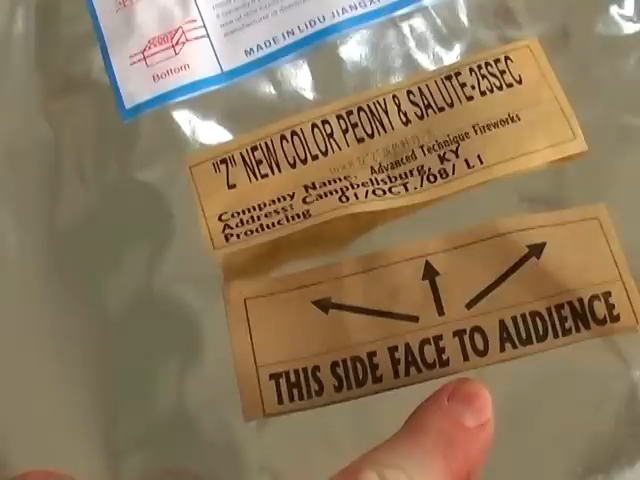 MADE IN LIDU JIANGXI
Bottom
"Z" NEW COLOR PEONY & SALUTE-25SEC
Company Name: Advanced Technique Fireworks
Address: Campbellsburg, KY
Producing 01/OCT./08/ L1
THIS SIDE FACE TO AUDIENCE